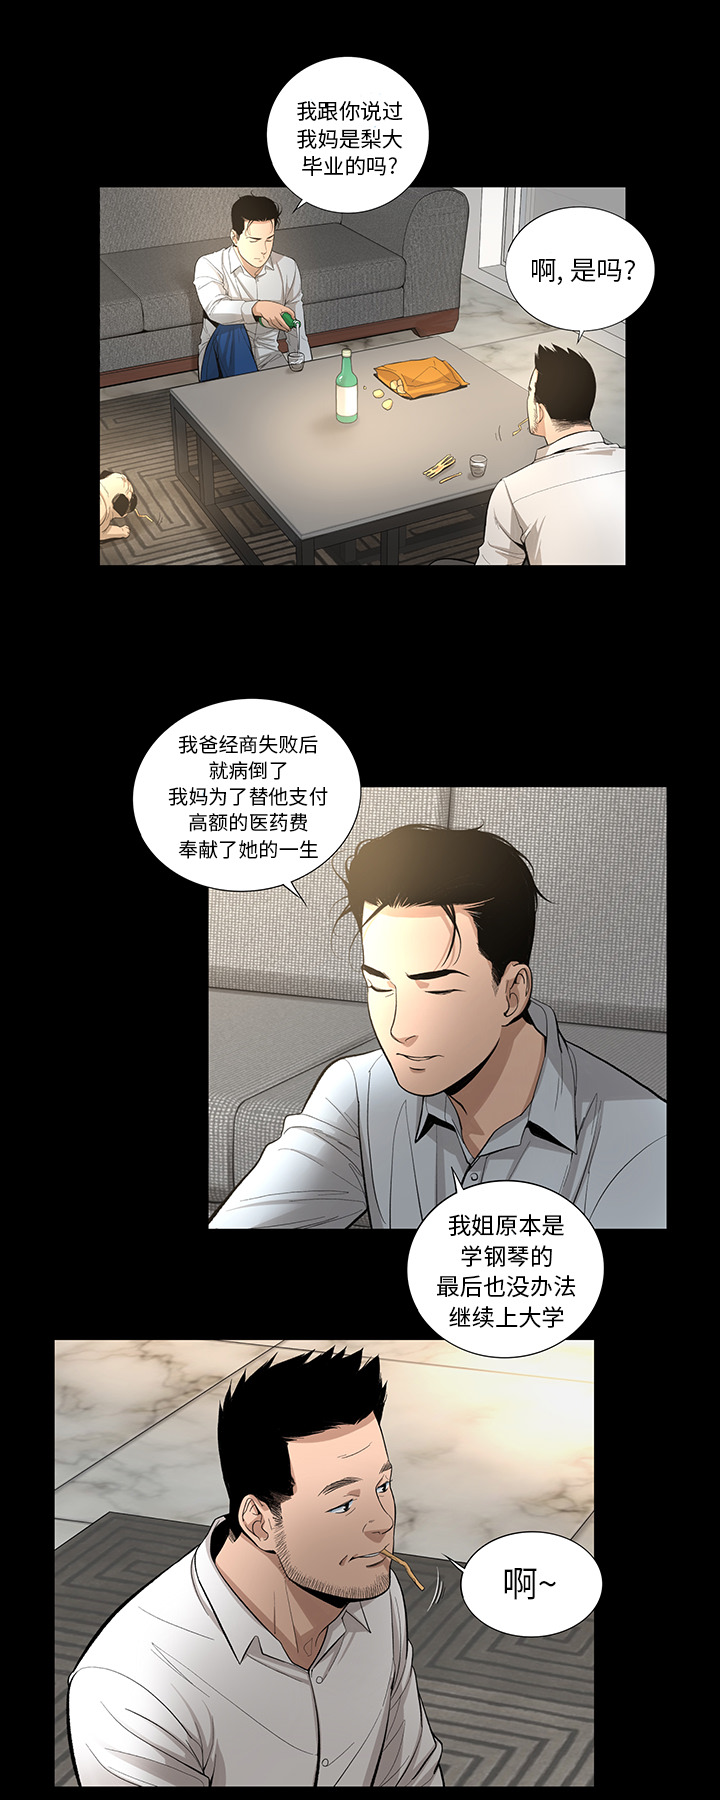 我跟你说过
我妈是梨大
毕业的吗?
啊, 是吗?
我爸经商失败后
就病倒了
我妈为了替他支付
高额的医药费
奉献了她的一生
我姐原本是
学钢琴的
最后也没办法
继续上大学
啊~